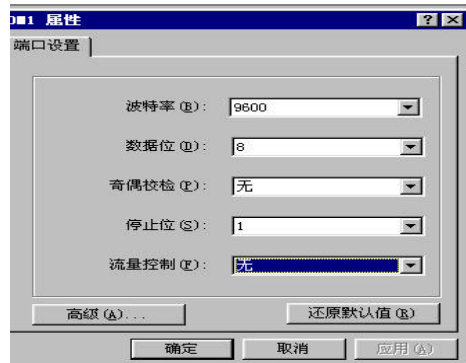 OM1 属性
端口设置
波特率(B): 9600
数据位(D): 8
奇偶校检(P): 无
停止位(S): 1
流量控制(F): 无
高级(A)... 还原默认值(R)
确定 取消 应用(A)